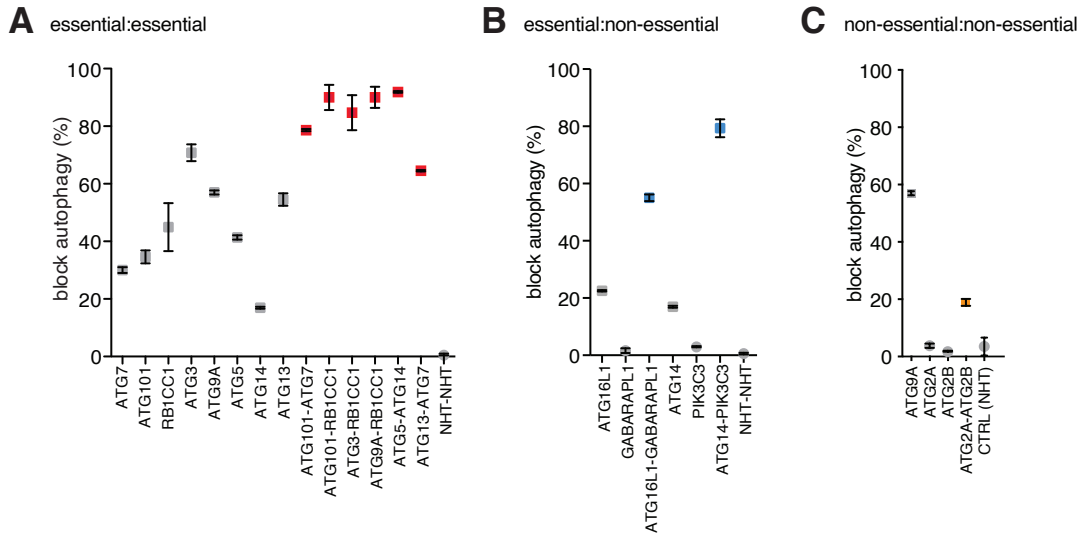 A essential:essential
block autophagy (%)
100
80
60
40
20
0
ATG7
ATG101
RB1CC1
ATG3
ATG9A
ATG5
ATG14
ATG13
ATG101-ATG7
ATG101-RB1CC1
ATG3-RB1CC1
ATG9A-RB1CC1
ATG5-ATG14
ATG13-ATG7
NHT-NHT
B essential:non-essential
block autophagy (%)
100
80
60
40
20
0
ATG16L1
GABARAPL1
ATG16L1-GABARAPL1
ATG14
PIK3C3
ATG14-PIK3C3
NHT-NHT
C non-essential:non-essential
block autophagy (%)
100
80
60
40
20
0
ATG9A
ATG2A
ATG2B
ATG2A-ATG2B
CTRL (NHT)